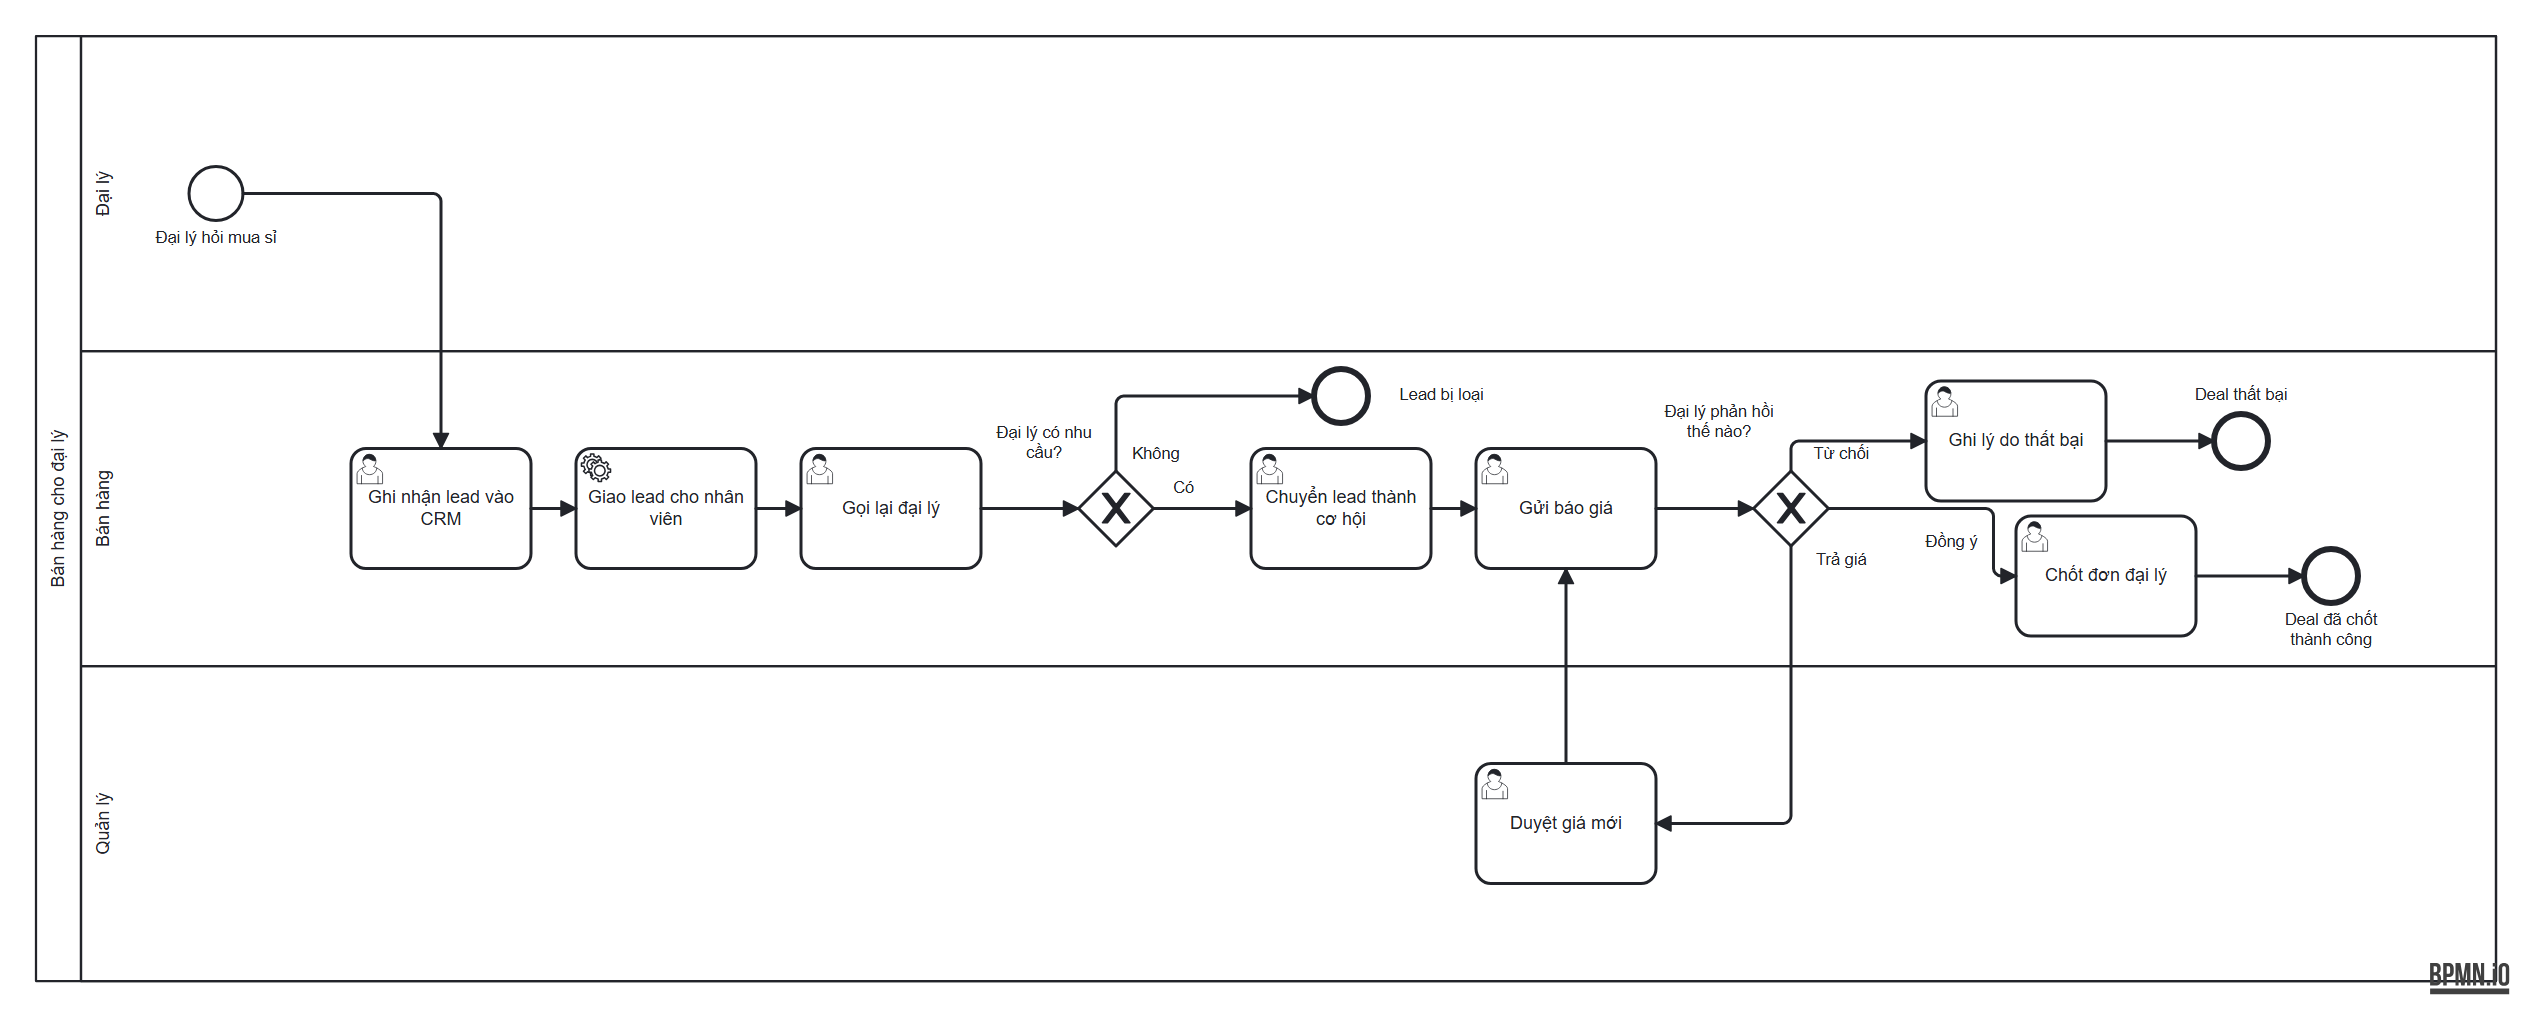 Bán hàng cho đại lý
Đại lý
Đại lý hỏi mua sỉ
Bán hàng
Ghi nhận lead vào
CRM
Giao lead cho nhân
viên
Gọi lại đại lý
Đại lý có nhu
cầu?
Không
Có
Lead bị loại
Chuyển lead thành
cơ hội
Gửi báo giá
Đại lý phản hồi
thế nào?
Từ chối
Đồng ý
Trả giá
Ghi lý do thất bại
Deal thất bại
Chốt đơn đại lý
Deal đã chốt
thành công
Quản lý
Duyệt giá mới
BPMN.iO